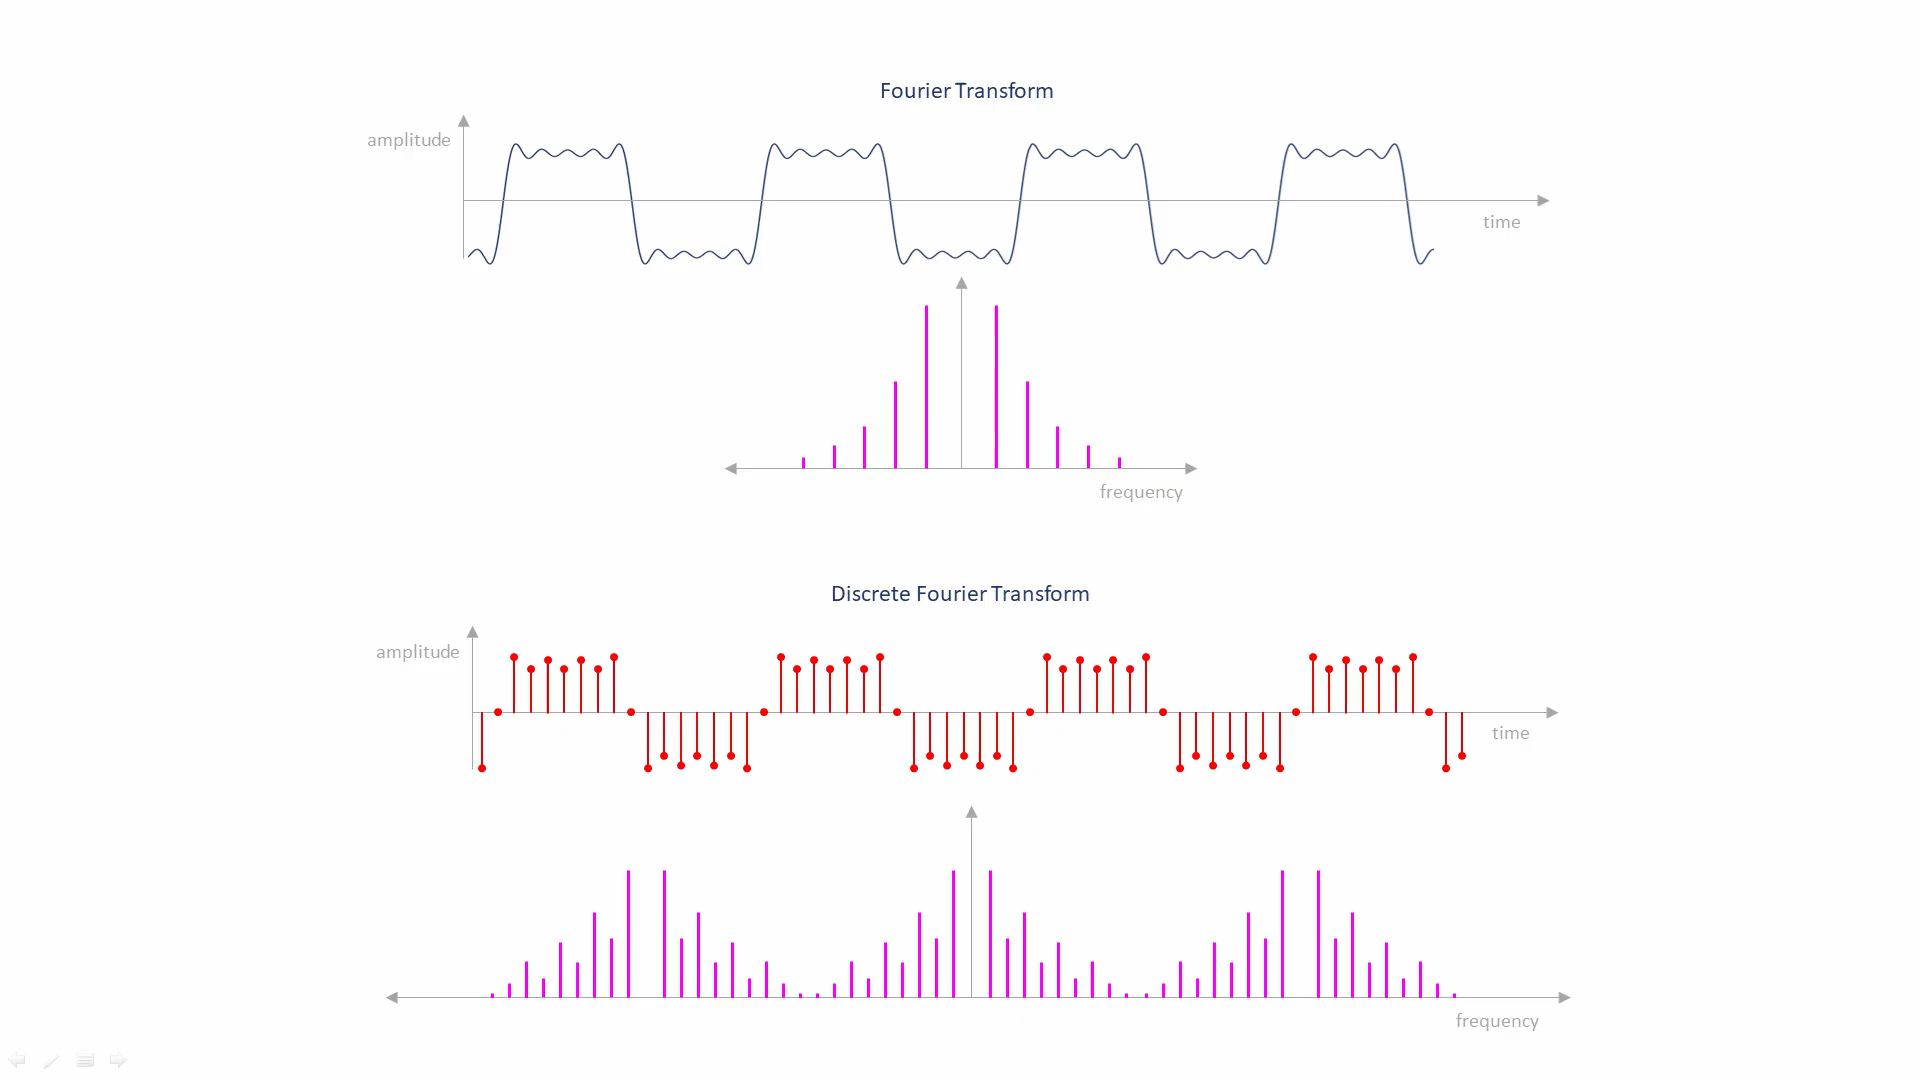 Fourier Transform
amplitude
time
frequency
Discrete Fourier Transform
amplitude
time
frequency